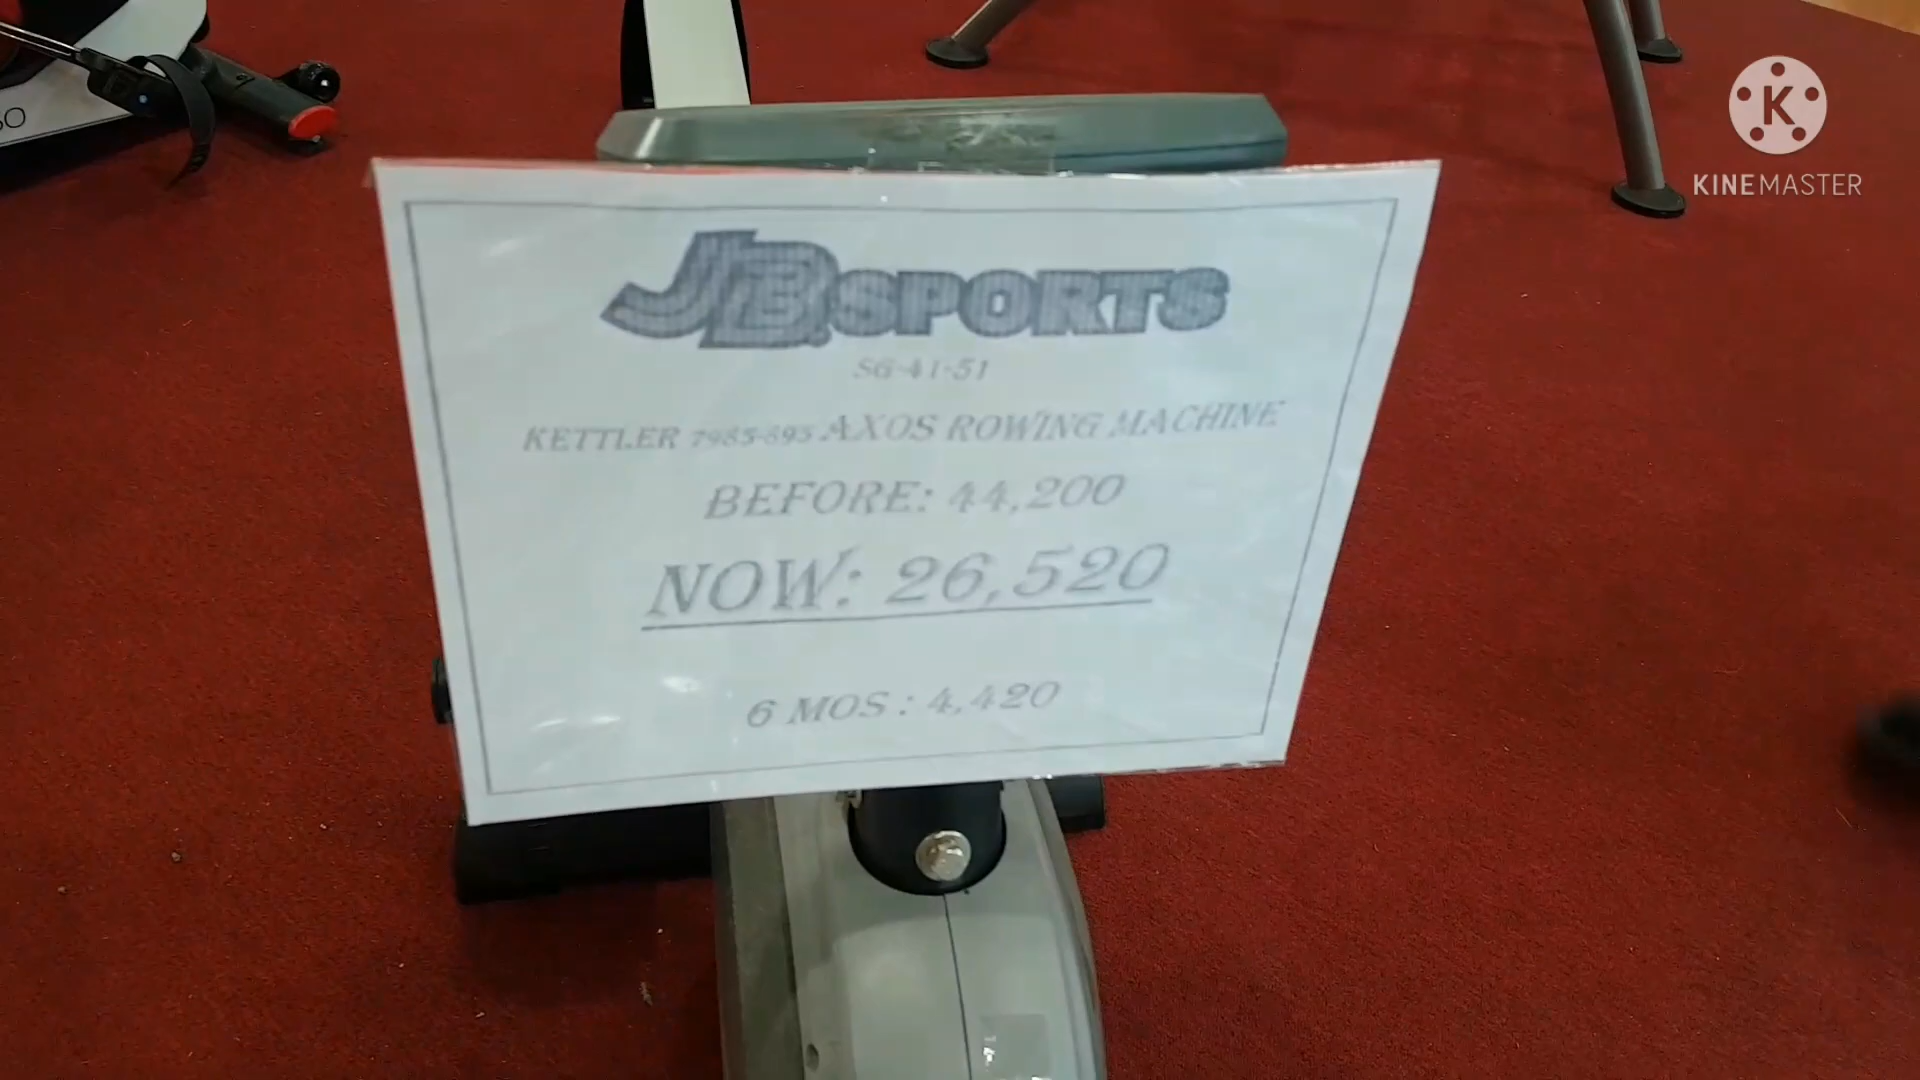 JB SPORTS
SG-41-51
KETTLER 7985-895 AXOS ROWING MACHINE
BEFORE: 44,200
NOW: 26,520
6 MOS : 4,420
K
KINEMASTER